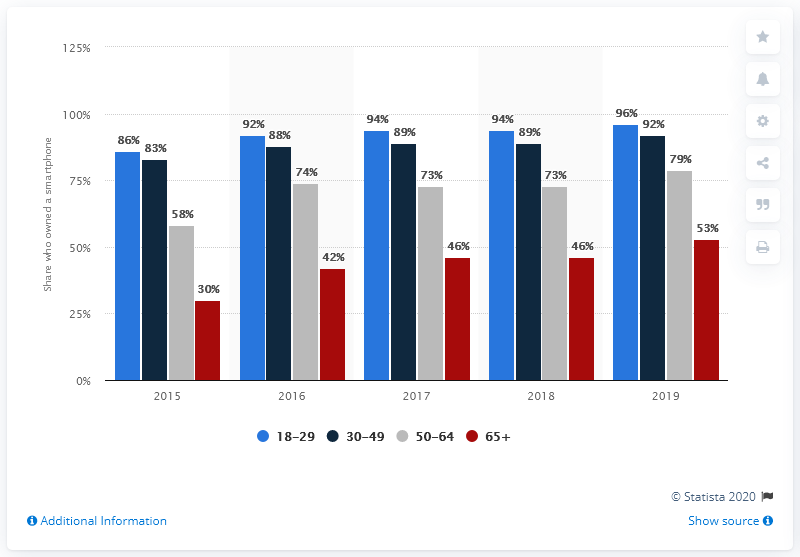 125%
100%
75%
50%
25%
0%
Share who owned a smartphone
86% 83% 58% 30%
92% 88% 74% 42%
94% 89% 73% 46%
94% 89% 73% 46%
96% 92% 79% 53%
2015 2016 2017 2018 2019
18–29 30–49 50–64 65+
© Statista 2020
Additional Information
Show source